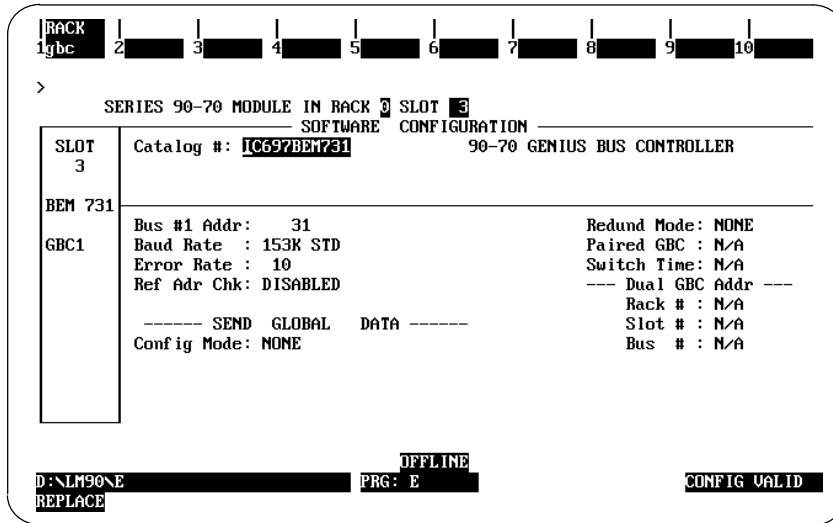 RACK
1gbc 2 3 4 5 6 7 8 9 10
>
SERIES 90-70 MODULE IN RACK 0 SLOT 3
SOFTWARE CONFIGURATION
SLOT Catalog #: IC697BEM731 90-70 GENIUS BUS CONTROLLER
3
BEM 731
Bus #1 Addr: 31 Redund Mode: NONE
GBC1 Baud Rate : 153K STD Paired GBC : N/A
Error Rate : 10 Switch Time: N/A
Ref Adr Chk: DISABLED --- Dual GBC Addr ---
Rack # : N/A
------ SEND GLOBAL DATA ------ Slot # : N/A
Config Mode: NONE Bus # : N/A
OFFLINE
D:\LM90\E PRG: E CONFIG VALID
REPLACE